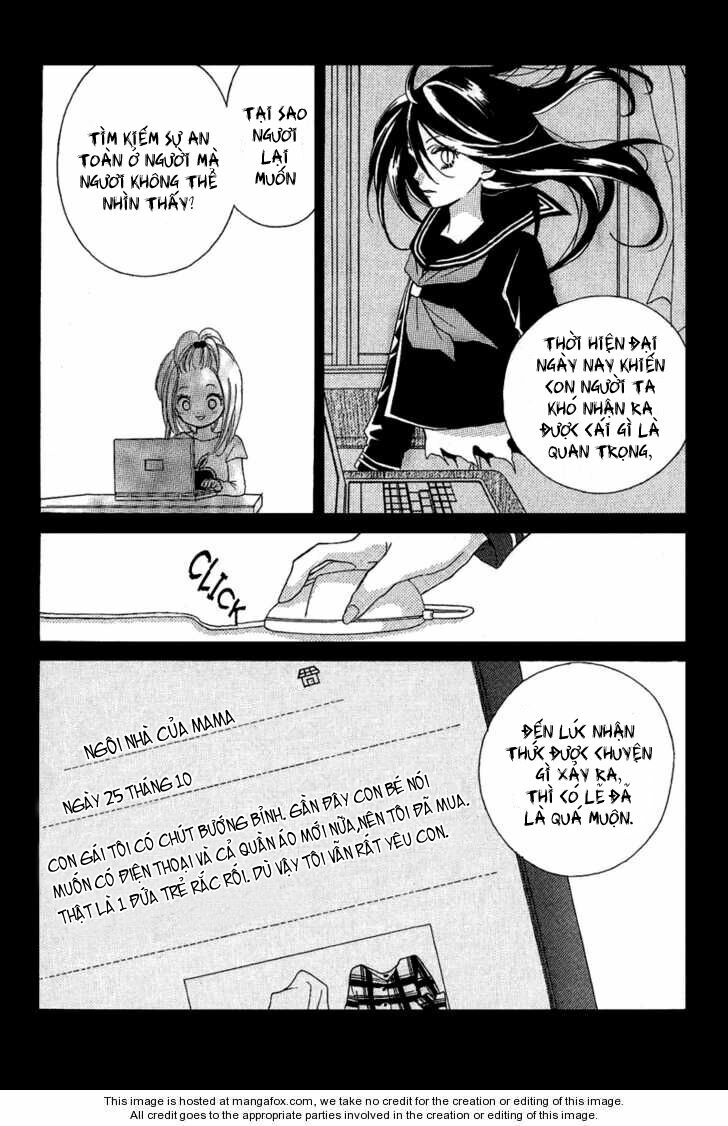 TẠI SAO
NGƯƠI
LẠI
MUỐN
TÌM KIẾM SỰ AN
TOÀN Ở NGƯỜI MÀ
NGƯƠI KHÔNG THỂ
NHÌN THẤY?
THỜI HIỆN ĐẠI
NGÀY NAY KHIẾN
CON NGƯỜI TA
KHÓ NHẬN RA
ĐƯỢC CÁI GÌ LÀ
QUAN TRỌNG,
CLICK
NGÔI NHÀ CỦA MAMA
NGÀY 25 THÁNG 10
CON GÁI TÔI CÓ CHÚT BƯỚNG BỈNH. GẦN ĐÂY CON BÉ NÓI
MUỐN CÓ ĐIỆN THOẠI VÀ CẢ QUẦN ÁO MỚI NỮA,NÊN TÔI ĐÃ MUA.
THẬT LÀ 1 ĐỨA TRẺ RẮC RỐI. DÙ VẬY TÔI VẪN RẤT YÊU CON.
ĐẾN LÚC NHẬN
THỨC ĐƯỢC CHUYỆN
GÌ XẢY RA,
THÌ CÓ LẼ ĐÃ
LÀ QUÁ MUỘN.
This image is hosted at mangafox.com, we take no credit for the creation or editing of this image.
All credit goes to the appropriate parties involved in the creation or editing of this image.